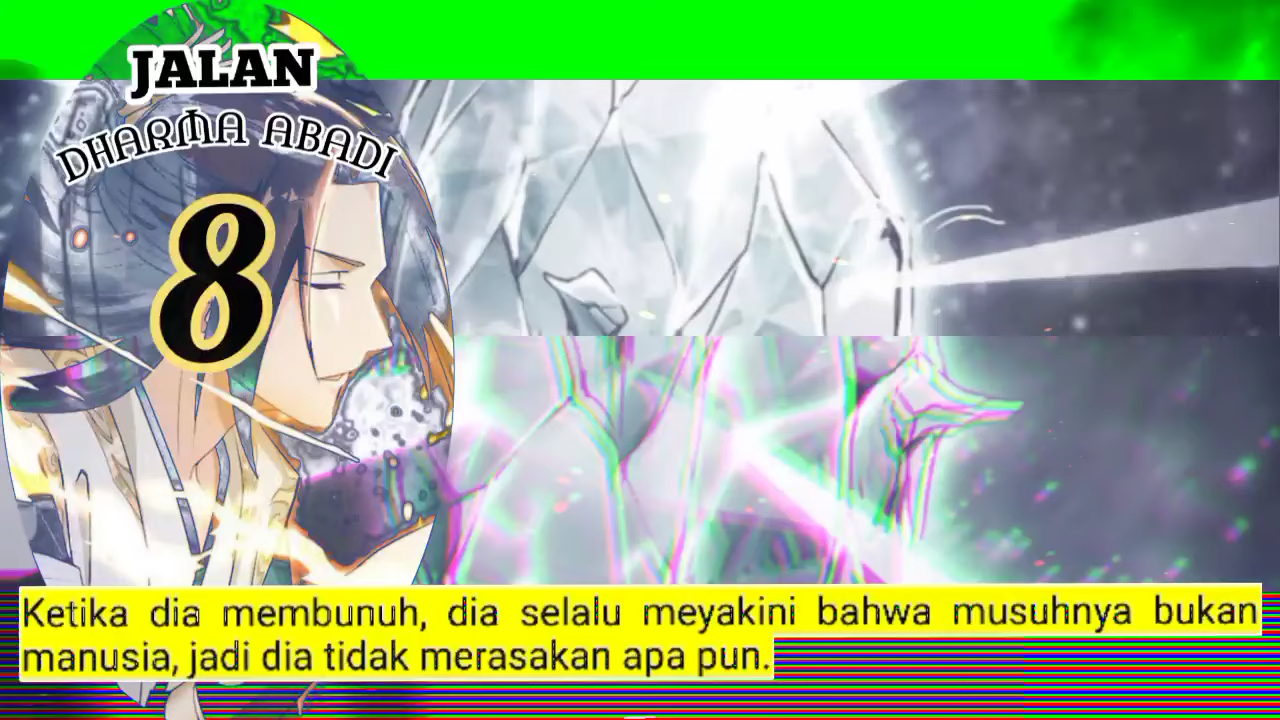 JALAN
DHARMA ABADI
8
Ketika dia membunuh, dia selalu meyakini bahwa musuhnya bukan
manusia, jadi dia tidak merasakan apa pun.